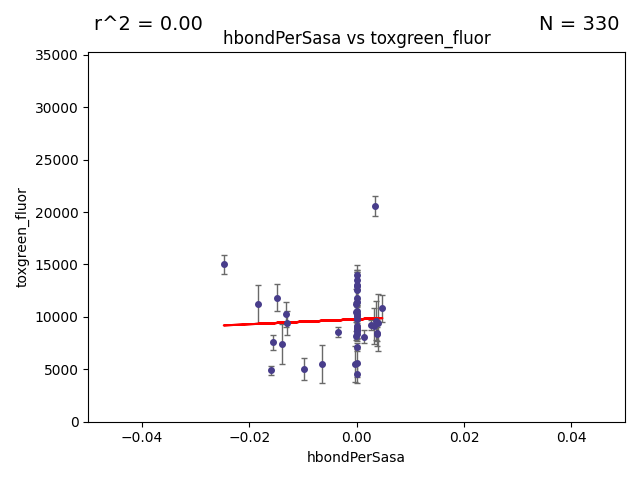 r^2 = 0.00
N = 330
hbondPerSasa vs toxgreen_fluor
35000
30000
25000
20000
15000
10000
5000
0
toxgreen_fluor
−0.04
−0.02
0.00
0.02
0.04
hbondPerSasa